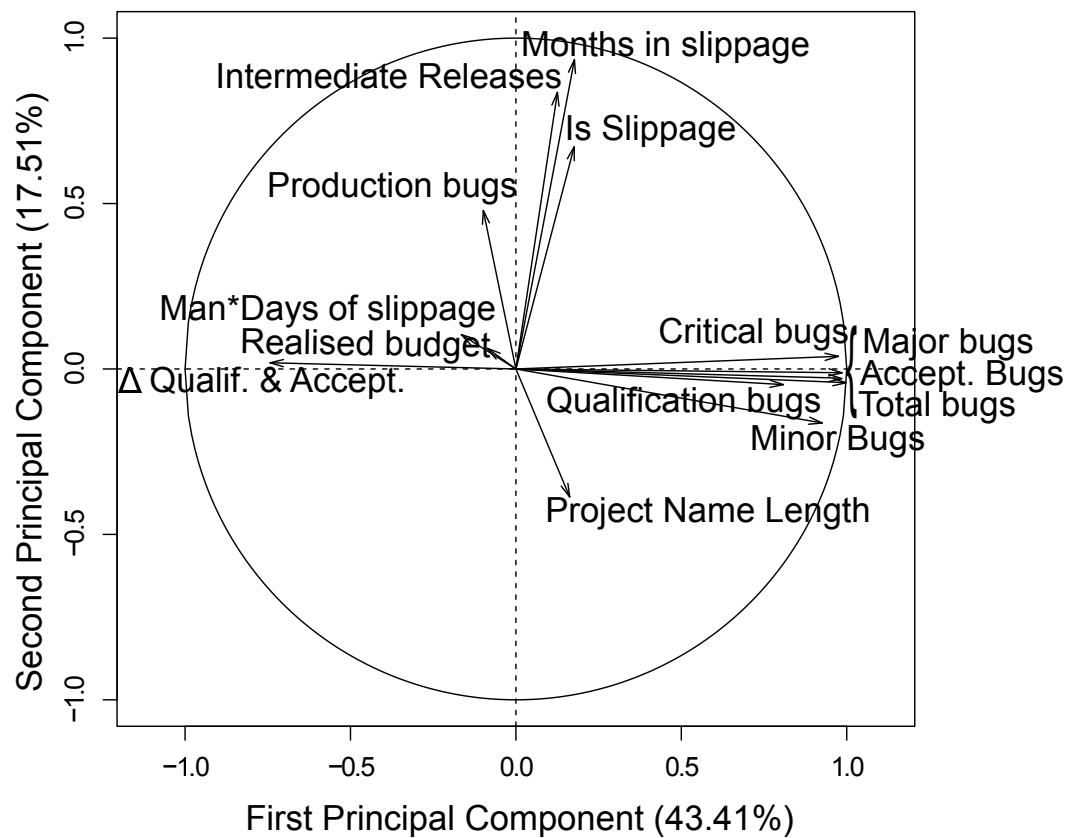 Months in slippage
Intermediate Releases
Is Slippage
Production bugs
Man*Days of slippage
Realised budget
Δ Qualif. & Accept.
Critical bugs
Major bugs
Accept. Bugs
Total bugs
Qualification bugs
Minor Bugs
Project Name Length
Second Principal Component (17.51%)
1.0
0.5
0.0
−0.5
−1.0
−1.0
−0.5
0.0
0.5
1.0
First Principal Component (43.41%)